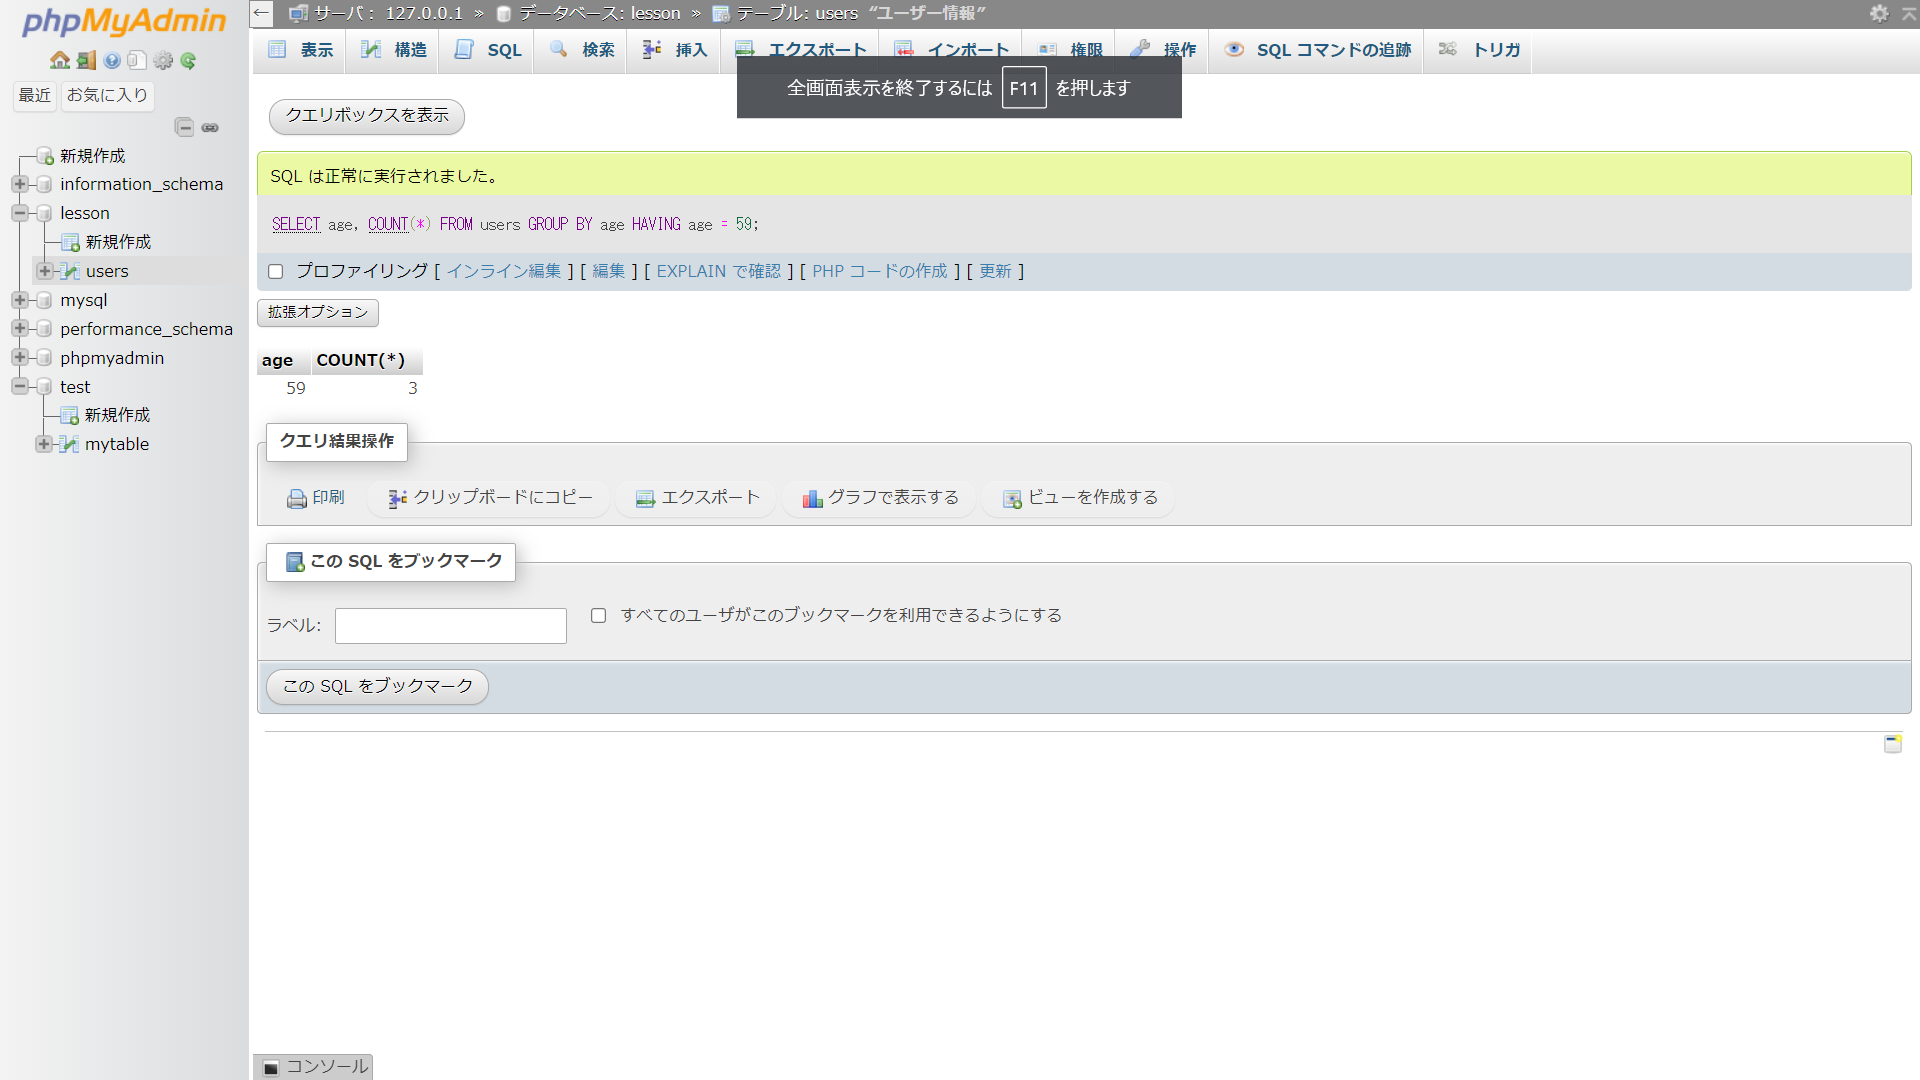 phpMyAdmin
最近 お気に入り
新規作成
information_schema
lesson
新規作成
users
mysql
performance_schema
phpmyadmin
test
新規作成
mytable
← サーバ： 127.0.0.1 » データベース: lesson » テーブル: users “ユーザー情報”
表示 構造 SQL 検索 挿入 エクスポート インポート 権限 操作 SQL コマンドの追跡 トリガ
全画面表示を終了するには F11 を押します
クエリボックスを表示
SQL は正常に実行されました。
SELECT age, COUNT(*) FROM users GROUP BY age HAVING age = 59;
プロファイリング [ インライン編集 ] [ 編集 ] [ EXPLAIN で確認 ] [ PHP コードの作成 ] [ 更新 ]
拡張オプション
age COUNT(*)
59 3
クエリ結果操作
印刷 クリップボードにコピー エクスポート グラフで表示する ビューを作成する
この SQL をブックマーク
ラベル: すべてのユーザがこのブックマークを利用できるようにする
この SQL をブックマーク
コンソール